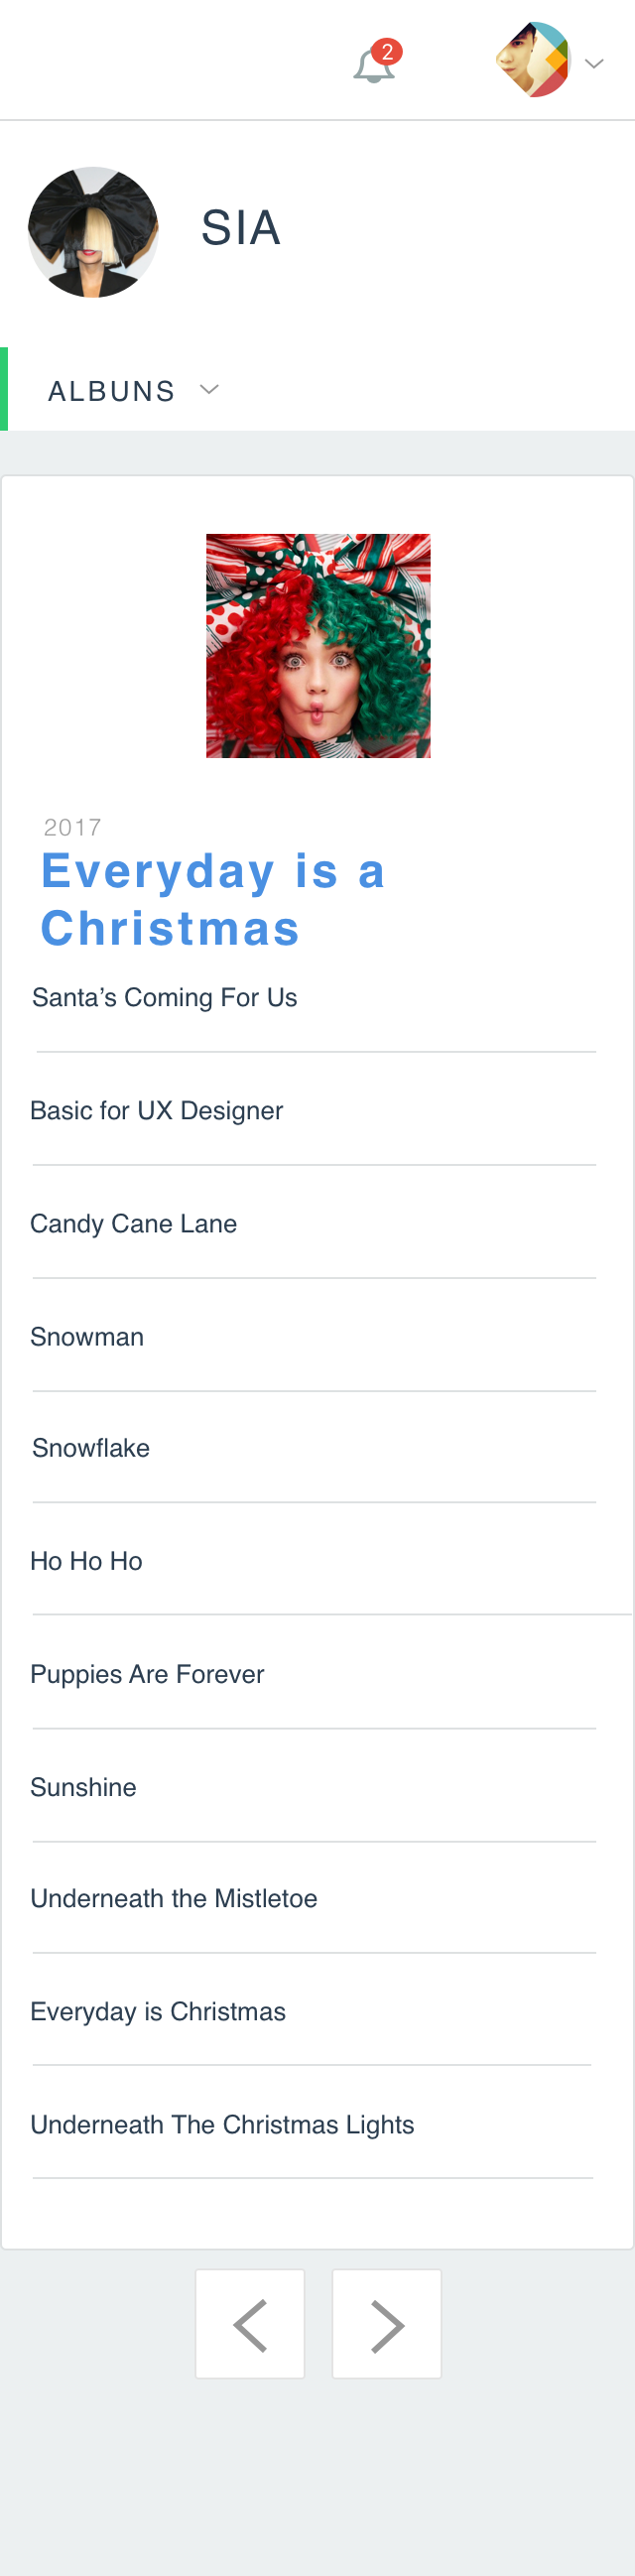 2
SIA
ALBUNS
2017
Everyday is a
Christmas
Santa’s Coming For Us
Basic for UX Designer
Candy Cane Lane
Snowman
Snowflake
Ho Ho Ho
Puppies Are Forever
Sunshine
Underneath the Mistletoe
Everyday is Christmas
Underneath The Christmas Lights